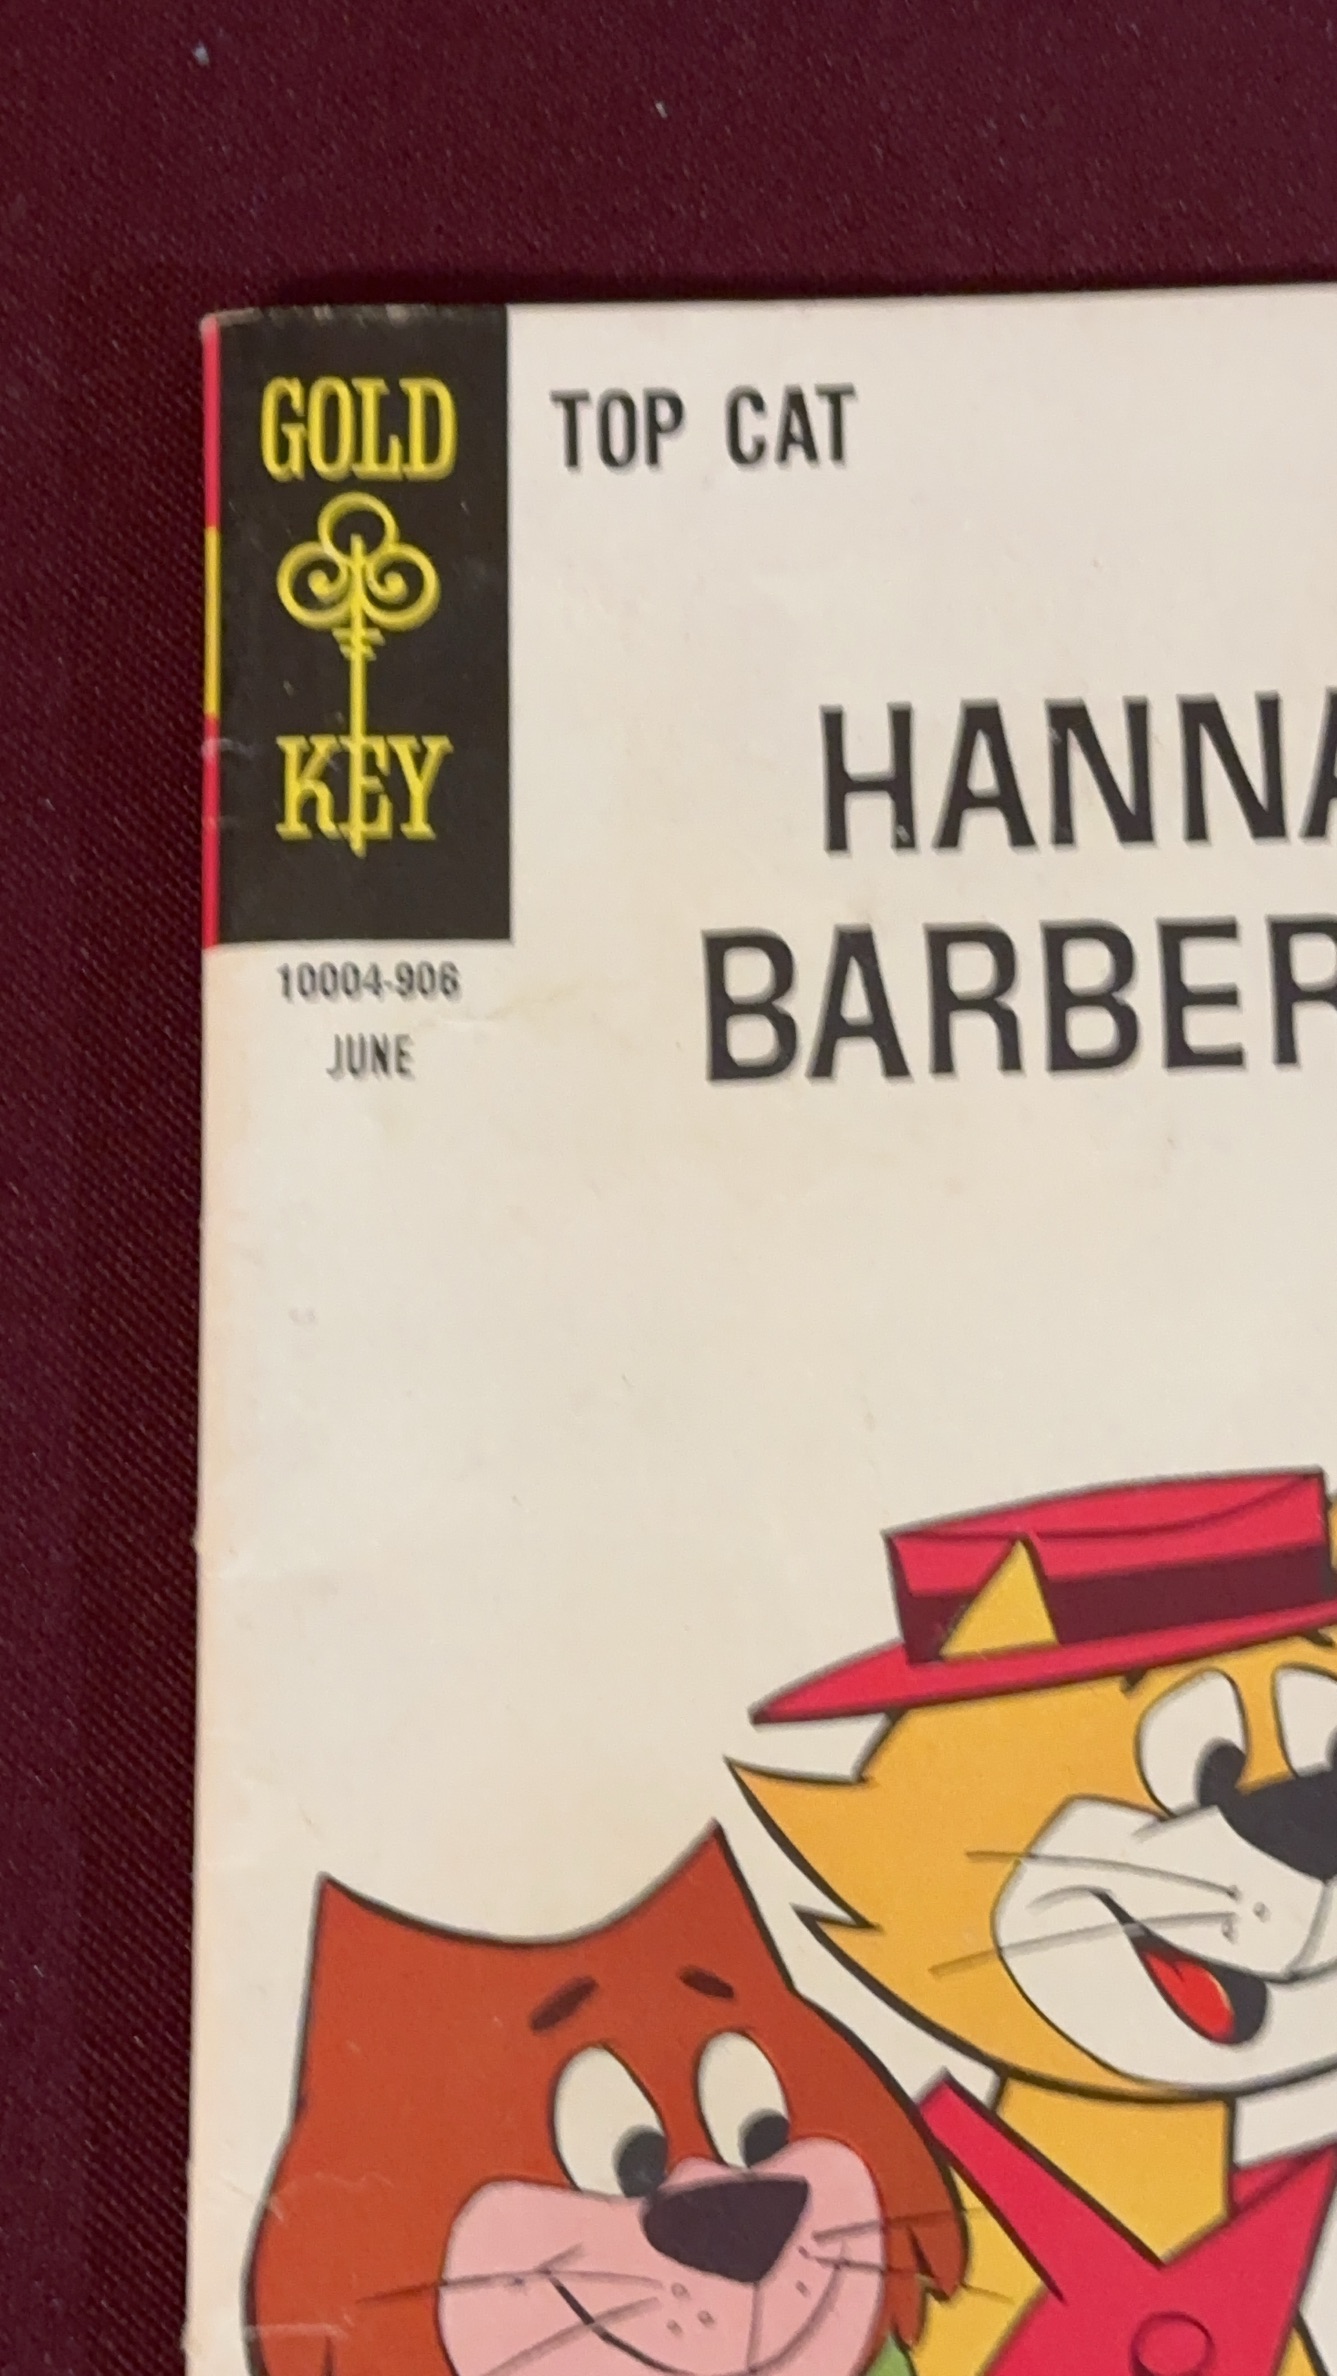 GOLD
KEY
TOP CAT
10004-906
JUNE
HANNA
BARBER